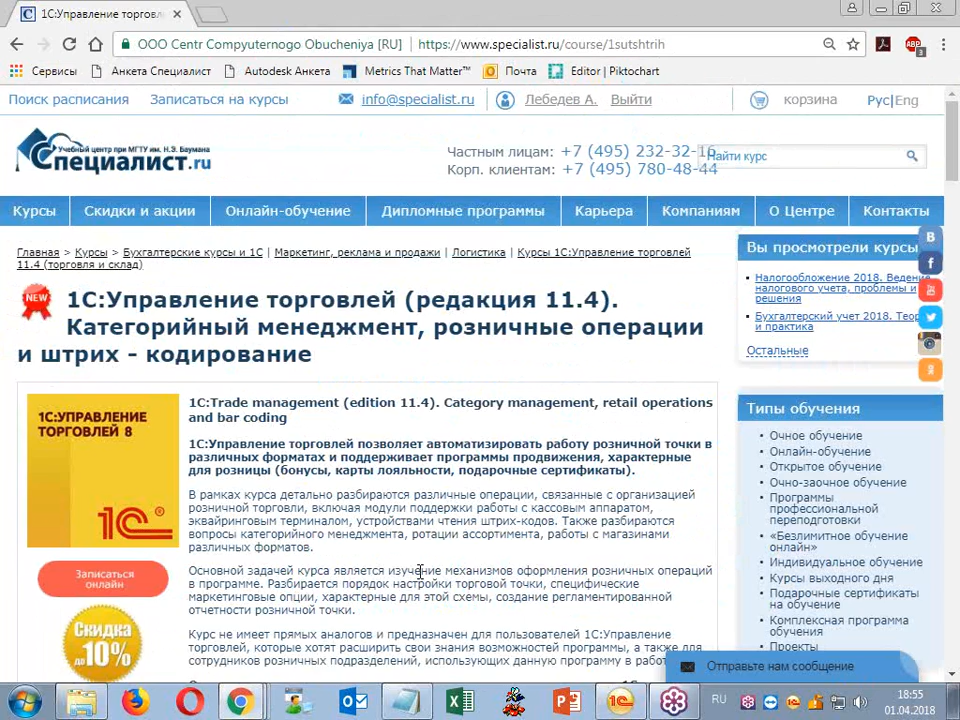 1С:Управление торговл
ООО Centr Compyuternogo Obucheniya [RU]
https://www.specialist.ru/course/1sutshtrih
ABP
3
Сервисы
Анкета Специалист
Autodesk Анкета
Metrics That Matter™
Почта
Editor | Piktochart
Поиск расписания
Записаться на курсы
info@specialist.ru
Лебедев А.
Выйти
корзина
Рус|Eng
Учебный центр при МГТУ им. Н.Э. Баумана
Специалист.ru
Частным лицам: +7 (495) 232-32-16
Корп. клиентам: +7 (495) 780-48-44
Найти курс
Курсы
Скидки и акции
Онлайн-обучение
Дипломные программы
Карьера
Компаниям
О Центре
Контакты
Главная > Курсы > Бухгалтерские курсы и 1С | Маркетинг, реклама и продажи | Логистика | Курсы 1С:Управление торговлей
11.4 (торговля и склад)
NEW
1С:Управление торговлей (редакция 11.4).
Категорийный менеджмент, розничные операции
и штрих - кодирование
1С:УПРАВЛЕНИЕ
ТОРГОВЛЕЙ 8
1С
Записаться
онлайн
Скидка
до 10%
1C:Trade management (edition 11.4). Category management, retail operations
and bar coding
1С:Управление торговлей позволяет автоматизировать работу розничной точки в
различных форматах и поддерживает программы продвижения, характерные
для розницы (бонусы, карты лояльности, подарочные сертификаты).
В рамках курса детально разбираются различные операции, связанные с организацией
розничной торговли, включая модули поддержки работы с кассовым аппаратом,
эквайринговым терминалом, устройствами чтения штрих-кодов. Также разбираются
вопросы категорийного менеджмента, ротации ассортимента, работы с магазинами
различных форматов.
Основной задачей курса является изучение механизмов оформления розничных операций
в программе. Разбирается порядок настройки торговой точки, специфические
маркетинговые опции, характерные для этой схемы, создание регламентированной
отчетности розничной точки.
Курс не имеет прямых аналогов и предназначен для пользователей 1С:Управление
торговлей, которые хотят расширить свои знания возможностей программы, а также для
сотрудников розничных подразделений, использующих данную программу в работ
Вы просмотрели курсы
Налогообложение 2018. Ведени
налогового учета, проблемы и
решения
Бухгалтерский учет 2018. Теор
и практика
Остальные
Типы обучения
Очное обучение
Онлайн-обучение
Открытое обучение
Очно-заочное обучение
Программы
профессиональной
переподготовки
«Безлимитное обучение
онлайн»
Индивидуальное обучение
Курсы выходного дня
Подарочные сертификаты
на обучение
Комплексная программа
обучения
Проекты
Отправьте нам сообщение
RU
18:55
01.04.2018